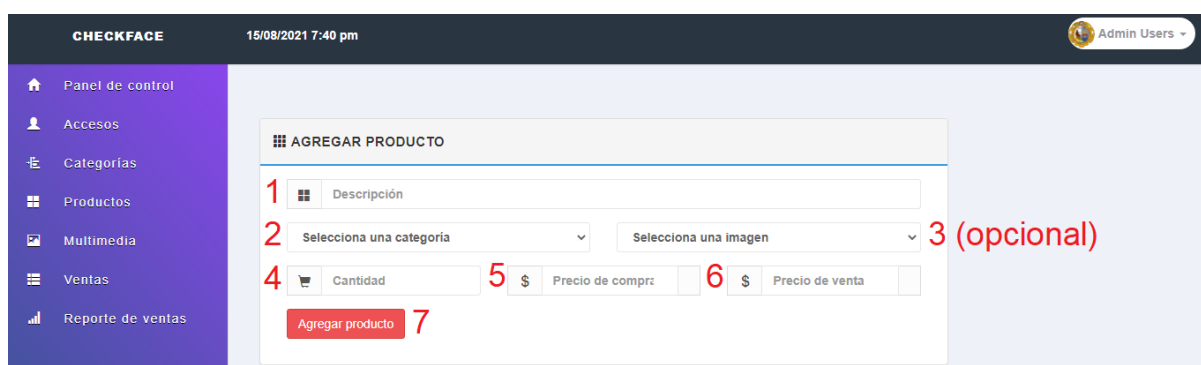 CHECKFACE 15/08/2021 7:40 pm Admin Users
Panel de control
Accesos
Categorías
Productos
Multimedia
Ventas
Reporte de ventas
AGREGAR PRODUCTO
1 Descripción
2 Selecciona una categoría Selecciona una imagen 3 (opcional)
4 Cantidad 5 $ Precio de compra 6 $ Precio de venta
Agregar producto 7